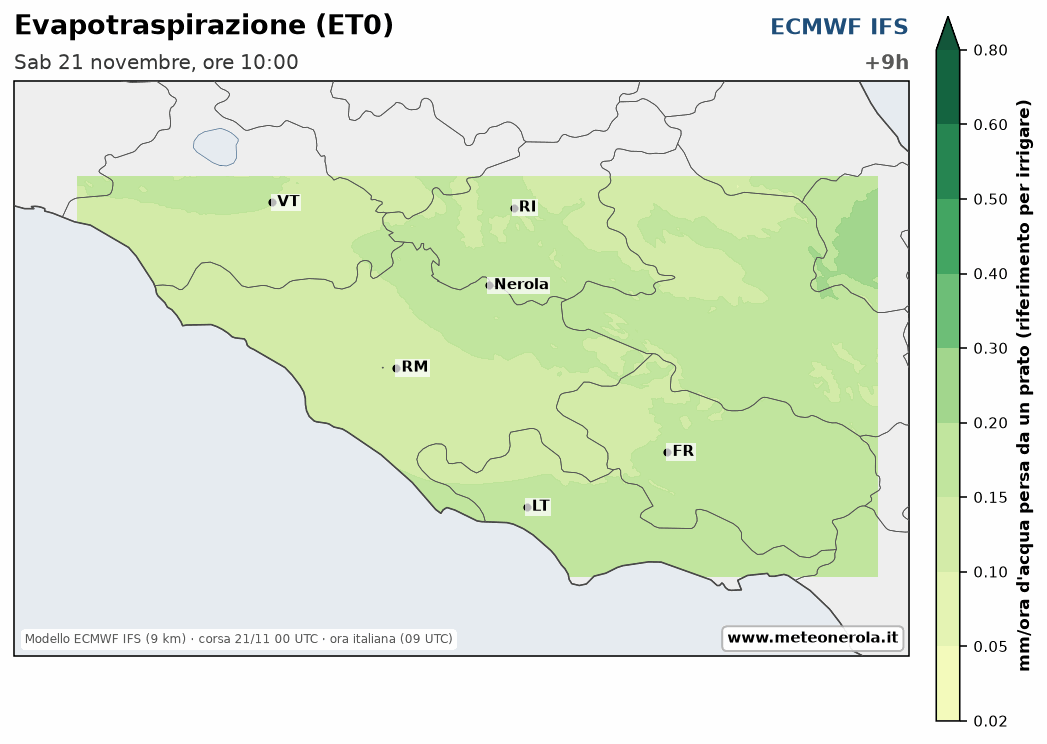 Evapotraspirazione (ET0)
ECMWF IFS
Sab 21 novembre, ore 10:00
+9h
VT
RI
Nerola
RM
FR
LT
Modello ECMWF IFS (9 km) · corsa 21/11 00 UTC · ora italiana (09 UTC)
www.meteonerola.it
0.80
0.60
0.50
0.40
0.30
0.20
0.15
0.10
0.05
0.02
mm/ora d'acqua persa da un prato (riferimento per irrigare)